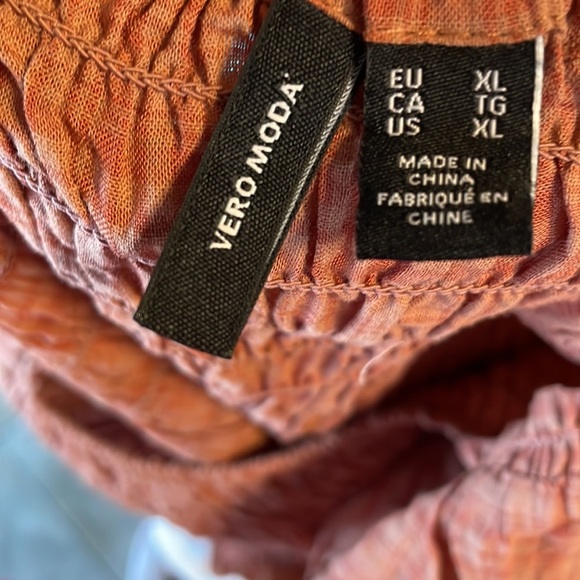 VERO MODA
EU XL
CA TG
US XL
MADE IN
CHINA
FABRIQUÉ EN
CHINE